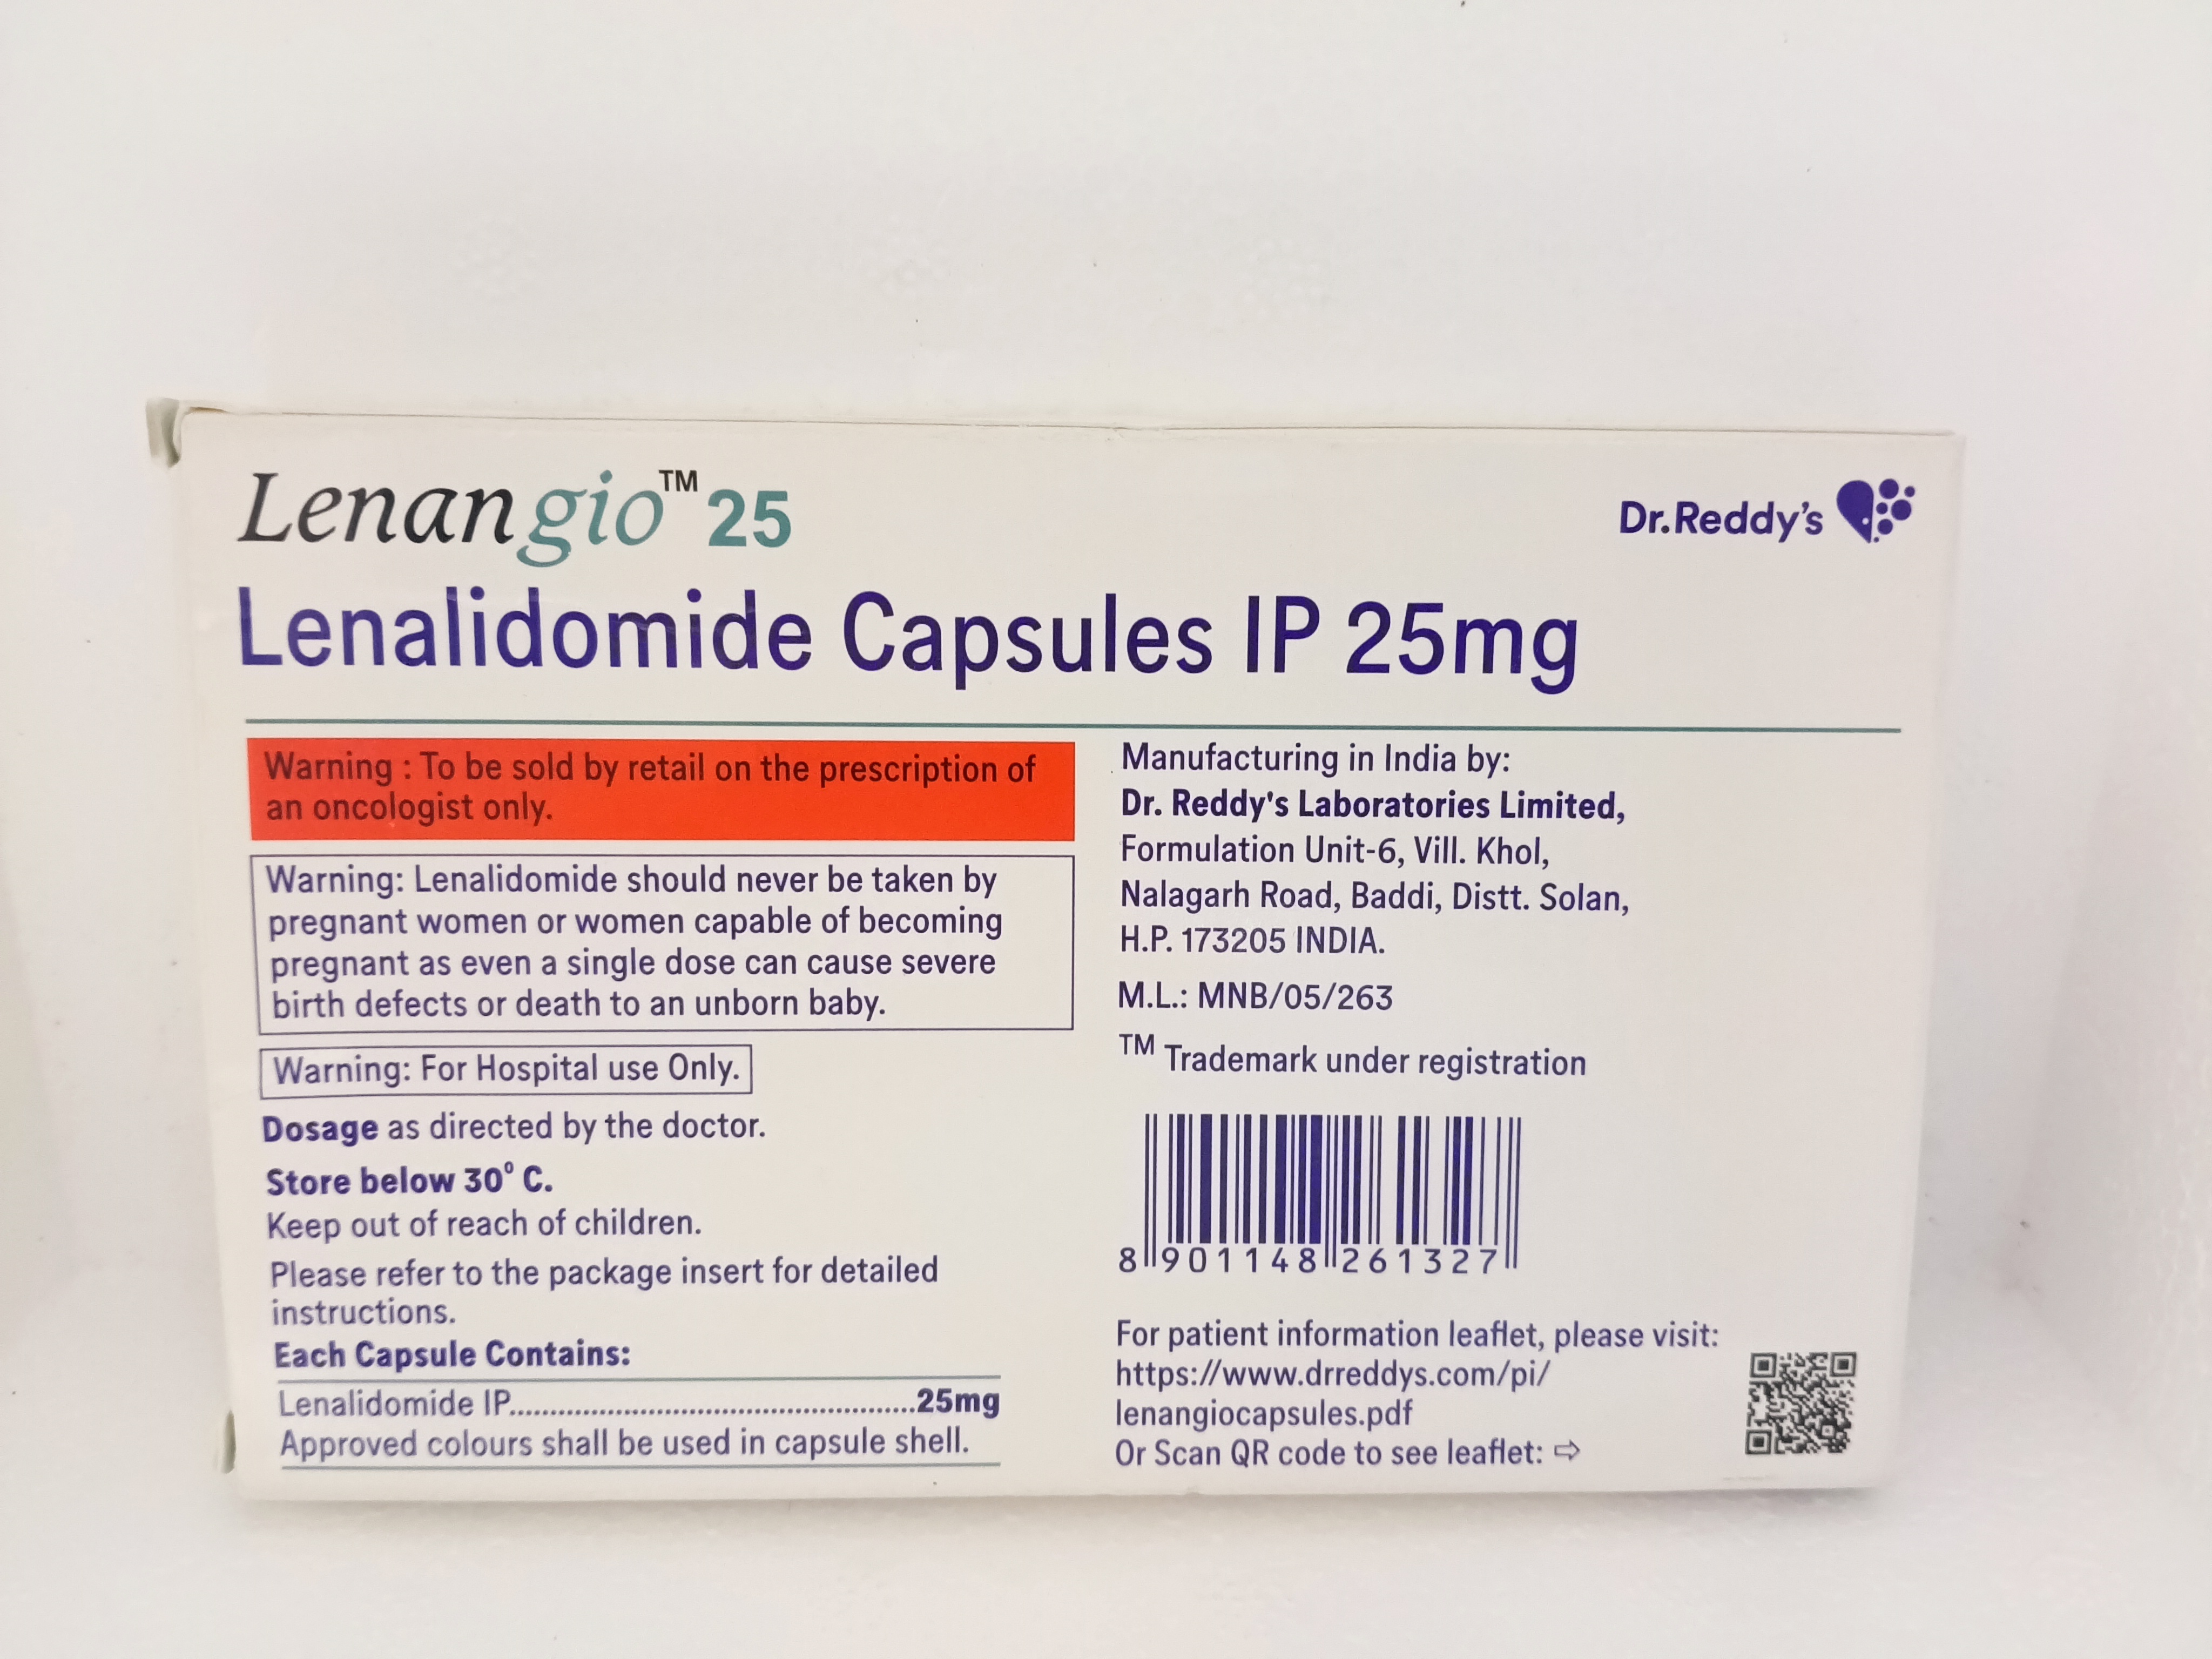 Lenangio™ 25
Dr.Reddy's
Lenalidomide Capsules IP 25mg
Warning : To be sold by retail on the prescription of
an oncologist only.
Warning: Lenalidomide should never be taken by
pregnant women or women capable of becoming
pregnant as even a single dose can cause severe
birth defects or death to an unborn baby.
Warning: For Hospital use Only.
Dosage as directed by the doctor.
Store below 30⁰ C.
Keep out of reach of children.
Please refer to the package insert for detailed
instructions.
Each Capsule Contains:
Lenalidomide IP..................................................25mg
Approved colours shall be used in capsule shell.
Manufacturing in India by:
Dr. Reddy's Laboratories Limited,
Formulation Unit-6, Vill. Khol,
Nalagarh Road, Baddi, Distt. Solan,
H.P. 173205 INDIA.
M.L.: MNB/05/263
™ Trademark under registration
8 901148 261327
For patient information leaflet, please visit:
https://www.drreddys.com/pi/
lenangiocapsules.pdf
Or Scan QR code to see leaflet: ⇨